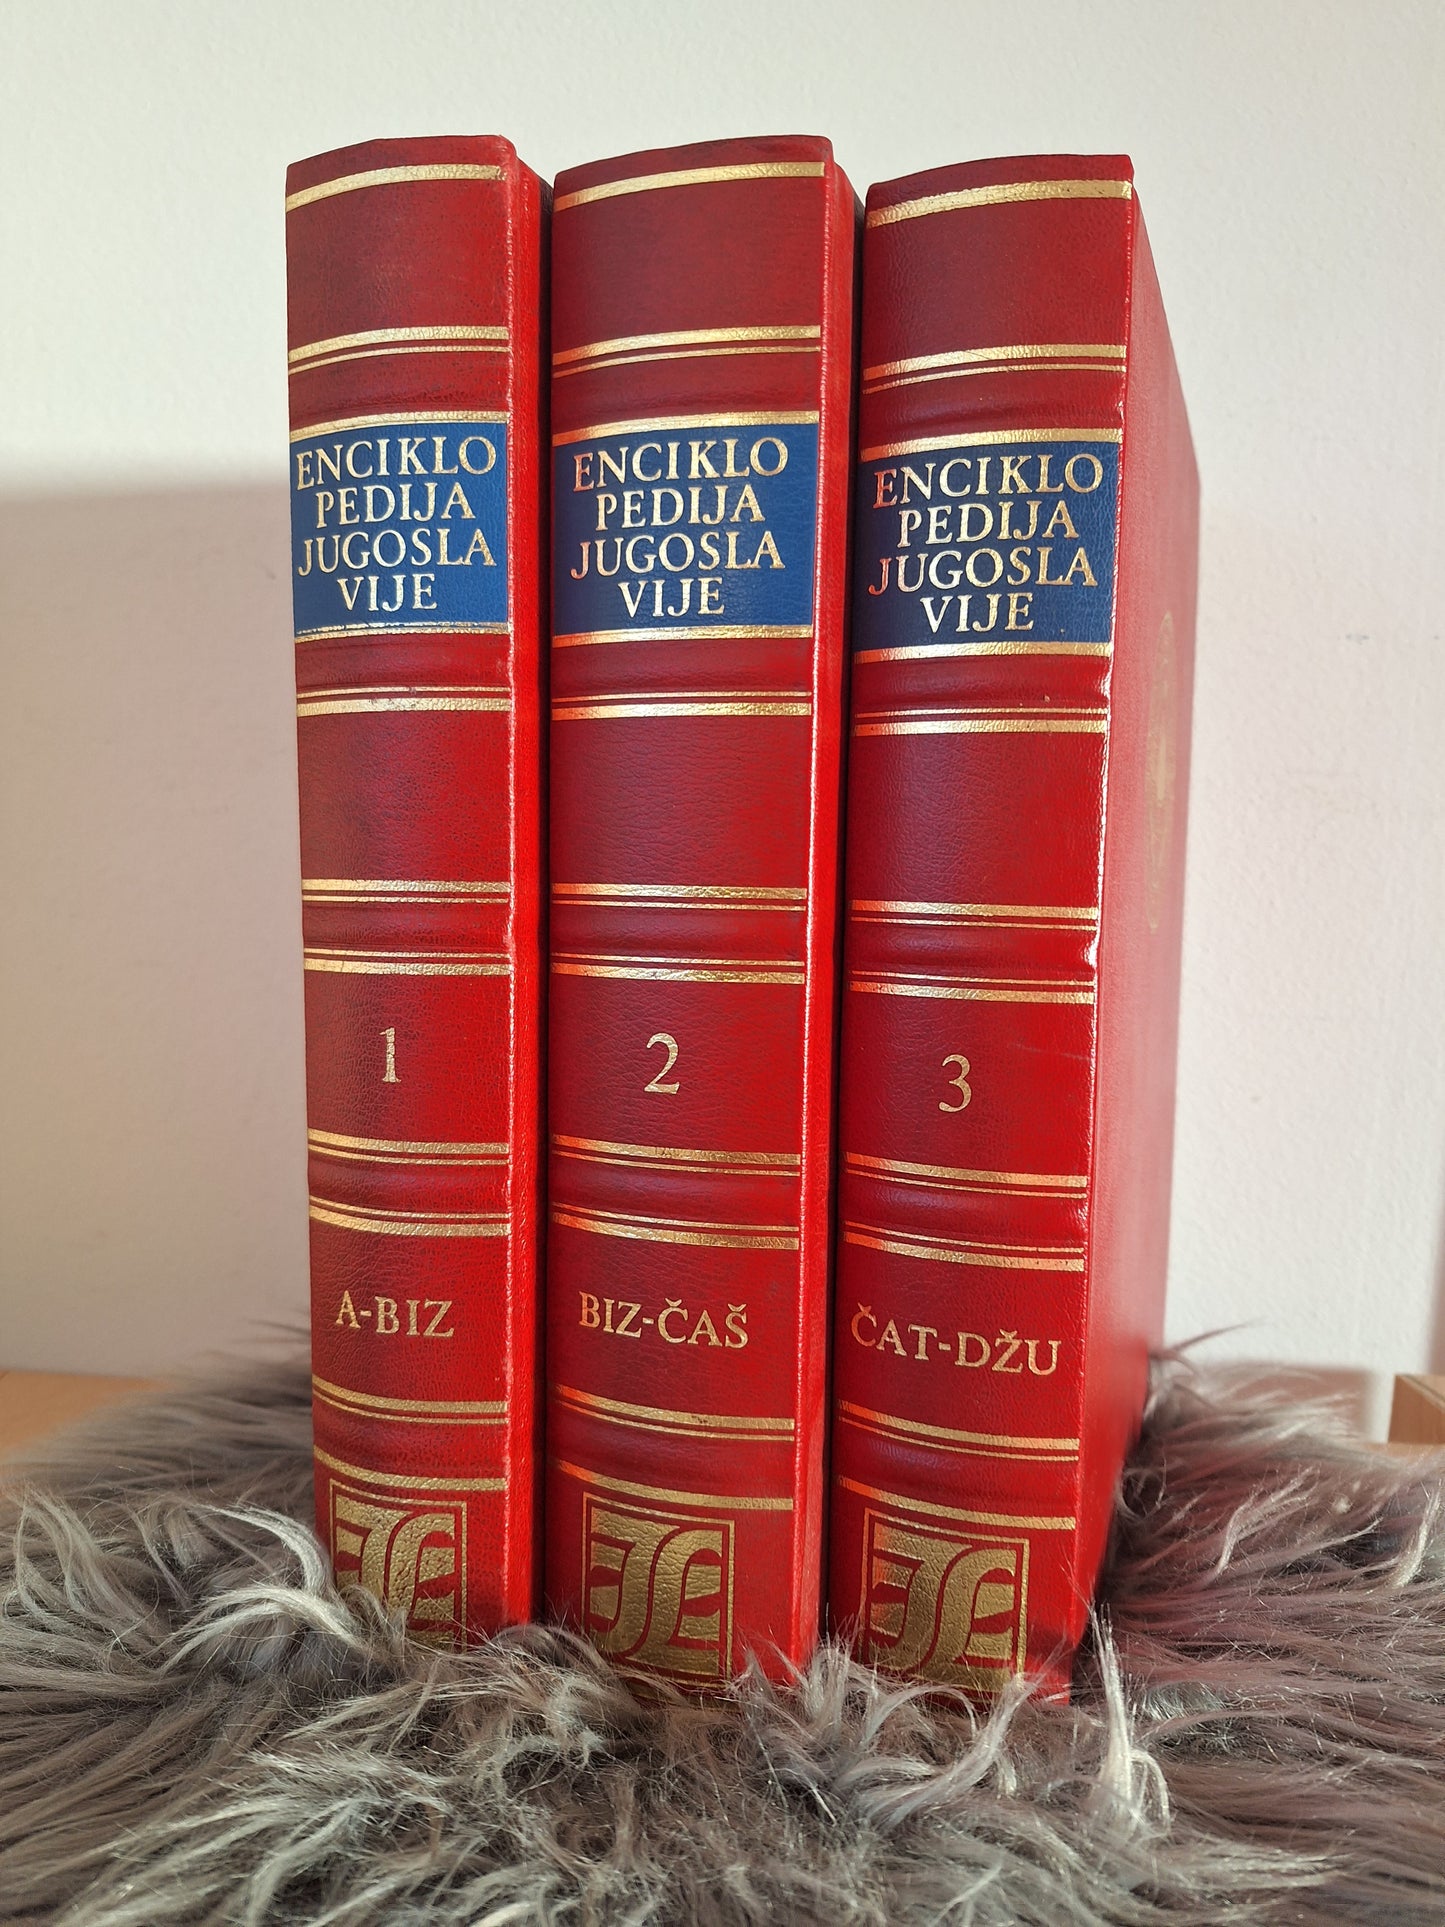 ENCIKLO
PEDIJA
JUGOSLA
VIJE
1
A-BIZ
ENCIKLO
PEDIJA
JUGOSLA
VIJE
2
BIZ-ČAŠ
ENCIKLO
PEDIJA
JUGOSLA
VIJE
3
ČAT-DŽU